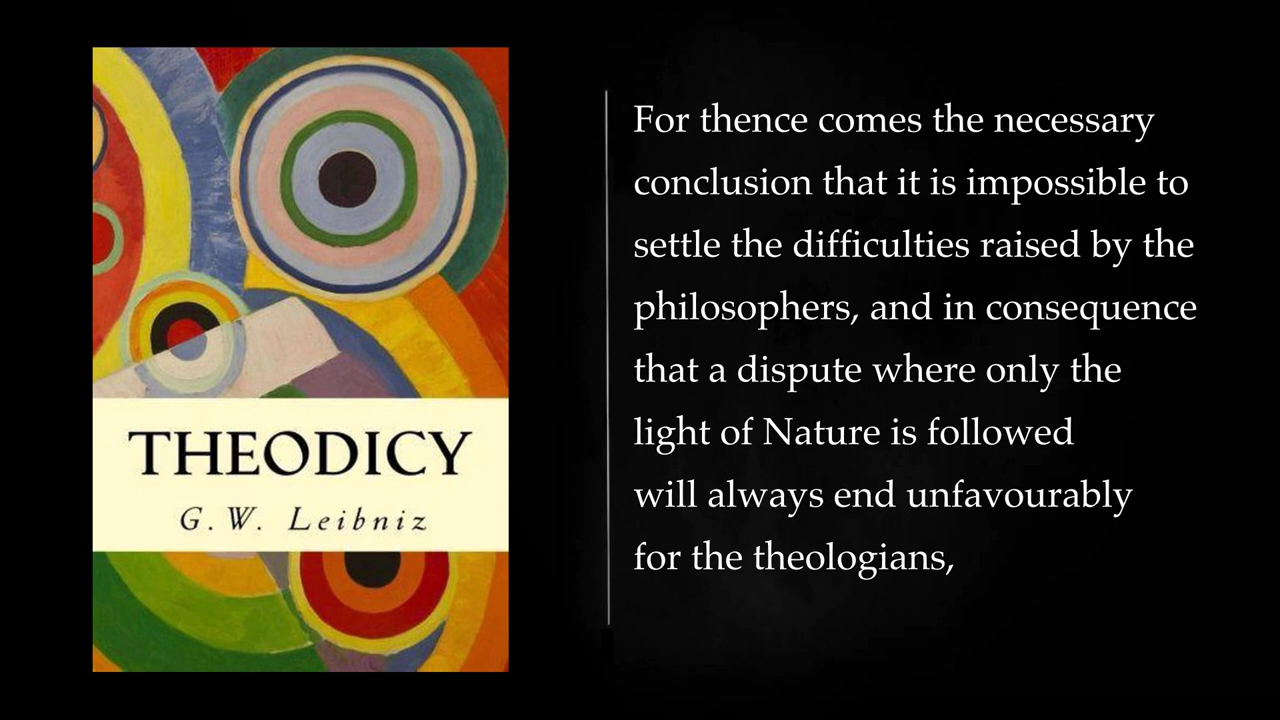 THEODICY
G. W. Leibniz
For thence comes the necessary
conclusion that it is impossible to
settle the difficulties raised by the
philosophers, and in consequence
that a dispute where only the
light of Nature is followed
will always end unfavourably
for the theologians,